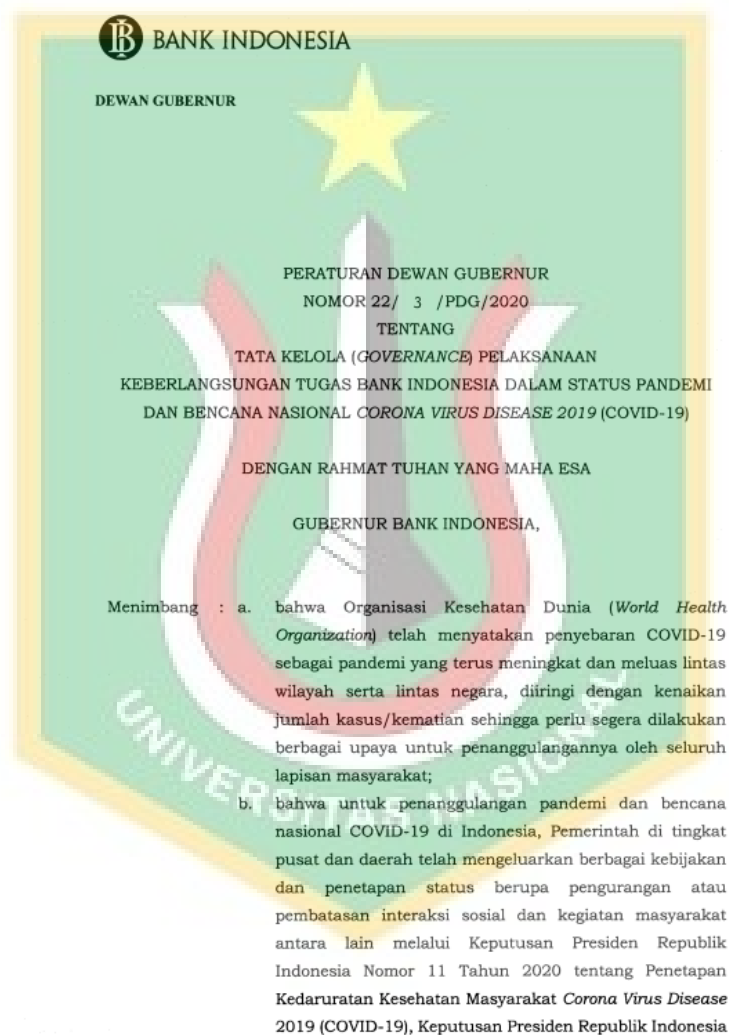 BANK INDONESIA
DEWAN GUBERNUR
PERATURAN DEWAN GUBERNUR
NOMOR 22/ 3 /PDG/2020
TENTANG
TATA KELOLA (GOVERNANCE) PELAKSANAAN
KEBERLANGSUNGAN TUGAS BANK INDONESIA DALAM STATUS PANDEMI
DAN BENCANA NASIONAL CORONA VIRUS DISEASE 2019 (COVID-19)
DENGAN RAHMAT TUHAN YANG MAHA ESA
GUBERNUR BANK INDONESIA,
Menimbang : a. bahwa Organisasi Kesehatan Dunia (World Health
Organization) telah menyatakan penyebaran COVID-19
sebagai pandemi yang terus meningkat dan meluas lintas
wilayah serta lintas negara, diiringi dengan kenaikan
jumlah kasus/kematian sehingga perlu segera dilakukan
berbagai upaya untuk penanggulangannya oleh seluruh
lapisan masyarakat;
b. bahwa untuk penanggulangan pandemi dan bencana
nasional COVID-19 di Indonesia, Pemerintah di tingkat
pusat dan daerah telah mengeluarkan berbagai kebijakan
dan penetapan status berupa pengurangan atau
pembatasan interaksi sosial dan kegiatan masyarakat
antara lain melalui Keputusan Presiden Republik
Indonesia Nomor 11 Tahun 2020 tentang Penetapan
Kedaruratan Kesehatan Masyarakat Corona Virus Disease
2019 (COVID-19), Keputusan Presiden Republik Indonesia
UNIVERSITAS NASIONAL